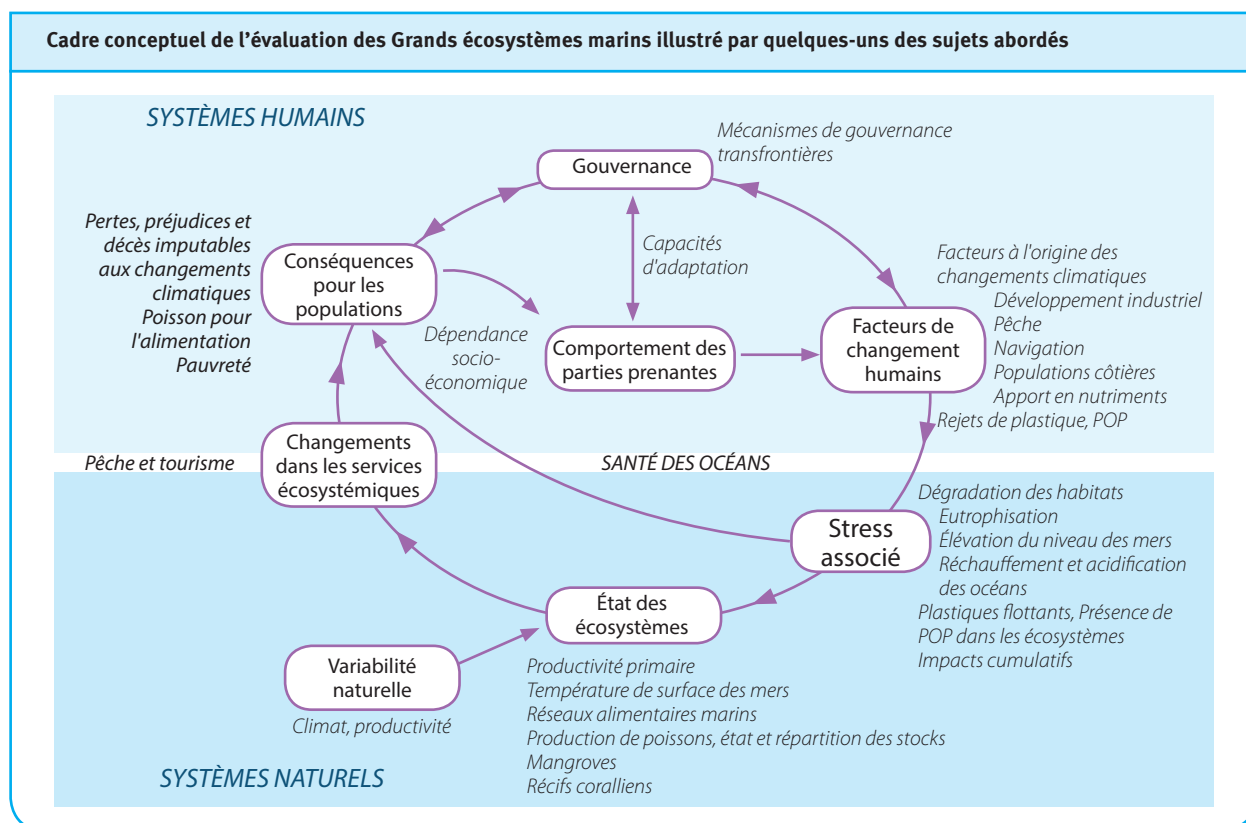 Cadre conceptuel de l’évaluation des Grands écosystèmes marins illustré par quelques-uns des sujets abordés
SYSTÈMES HUMAINS
Mécanismes de gouvernance
transfrontières
Gouvernance
Pertes, préjudices et
décès imputables
aux changements
climatiques
Poisson pour
l'alimentation
Pauvreté
Conséquences
pour les
populations
Capacités
d'adaptation
Dépendance
socio-
économique
Comportement des
parties prenantes
Facteurs de
changement
humains
Facteurs à l'origine des
changements climatiques
Développement industriel
Pêche
Navigation
Populations côtières
Apport en nutriments
Rejets de plastique, POP
Pêche et tourisme
Changements
dans les services
écosystémiques
SANTÉ DES OCÉANS
Stress
associé
Dégradation des habitats
Eutrophisation
Élévation du niveau des mers
Réchauffement et acidification
des océans
Plastiques flottants, Présence de
POP dans les écosystèmes
Impacts cumulatifs
État des
écosystèmes
Variabilité
naturelle
Climat, productivité
Productivité primaire
Température de surface des mers
Réseaux alimentaires marins
Production de poissons, état et répartition des stocks
Mangroves
Récifs coralliens
SYSTÈMES NATURELS